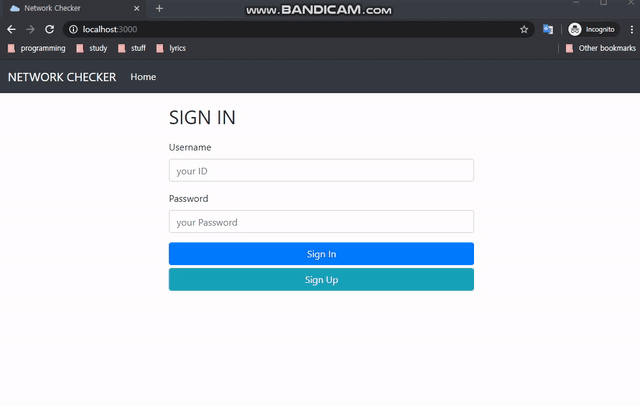 Network Checker
www.BANDICAM.com
localhost:3000
Incognito
programming study stuff lyrics Other bookmarks
NETWORK CHECKER Home
SIGN IN
Username
your ID
Password
your Password
Sign In
Sign Up